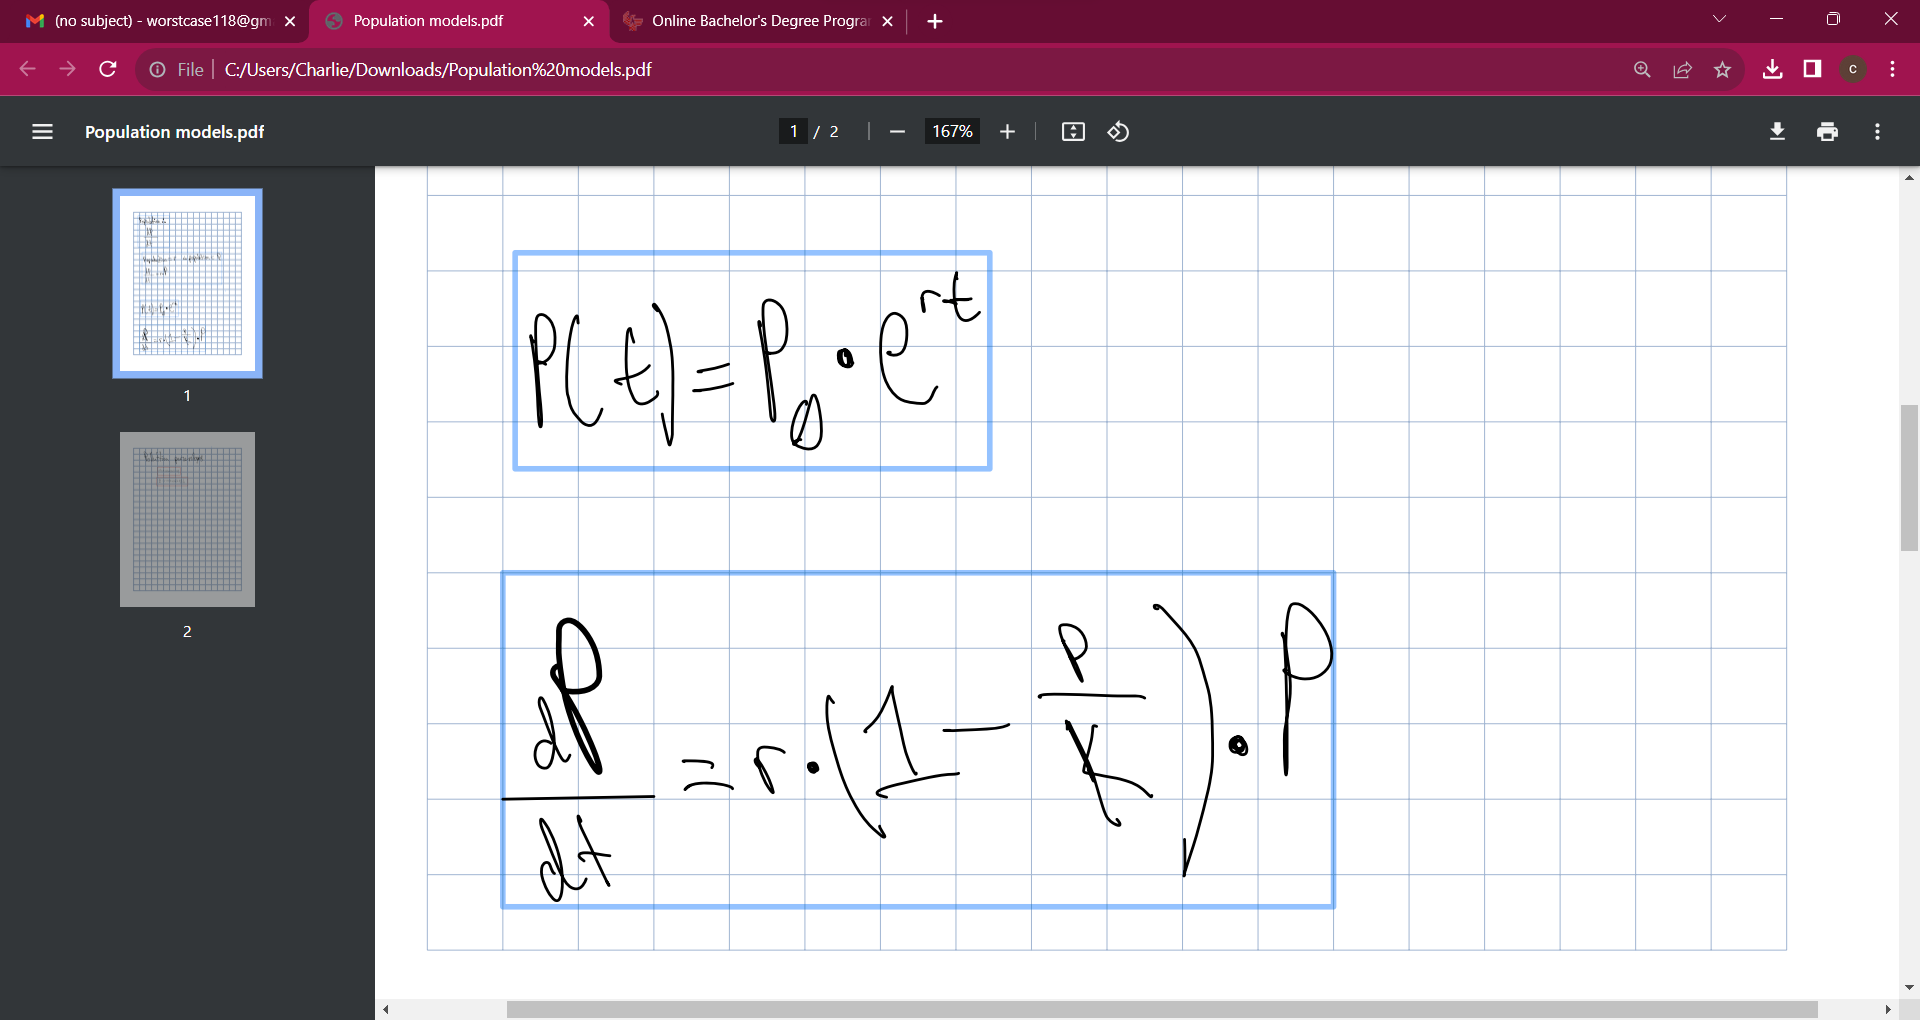 (no subject) - worstcase118@gm
Population models.pdf
Online Bachelor's Degree Progra
File
C:/Users/Charlie/Downloads/Population%20models.pdf
C
Population models.pdf
1 / 2
167%
1
2
P(t) = P₀ • e^{rt}
dP/dt = r • (1 - P/K) • P